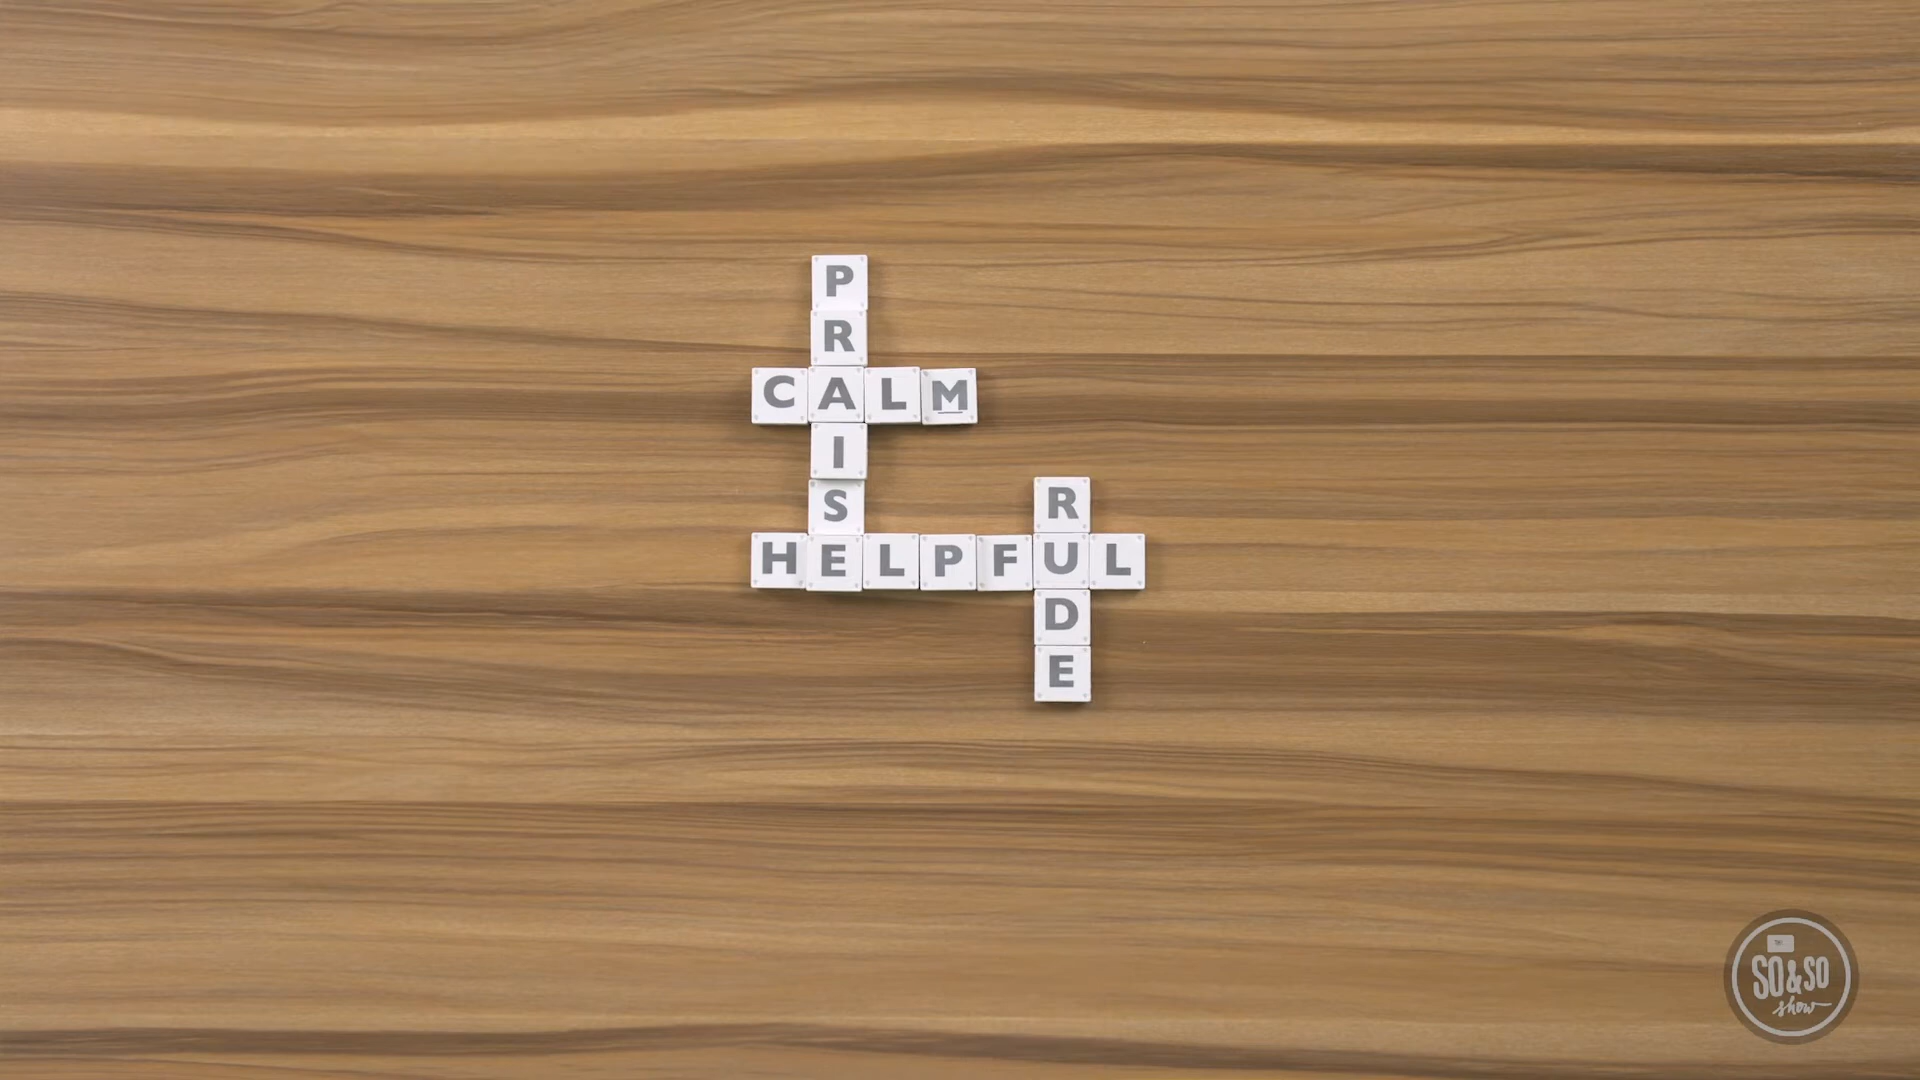 PRAISE
CALM
HELPFUL
RUDE
SO & SO
show